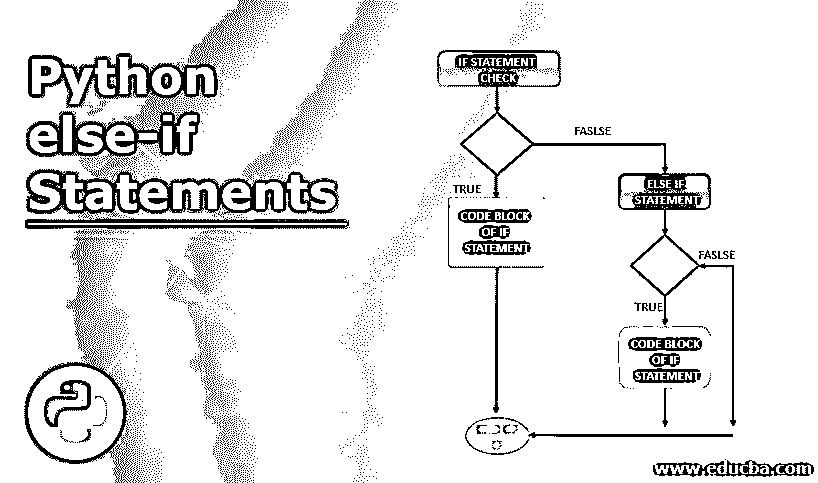 Python
else-if
Statements
IF STATEMENT
CHECK
FASLSE
TRUE
CODE BLOCK
OF IF
STATEMENT
ELSE IF
STATEMENT
FASLSE
TRUE
CODE BLOCK
OF IF
STATEMENT
www.educba.com